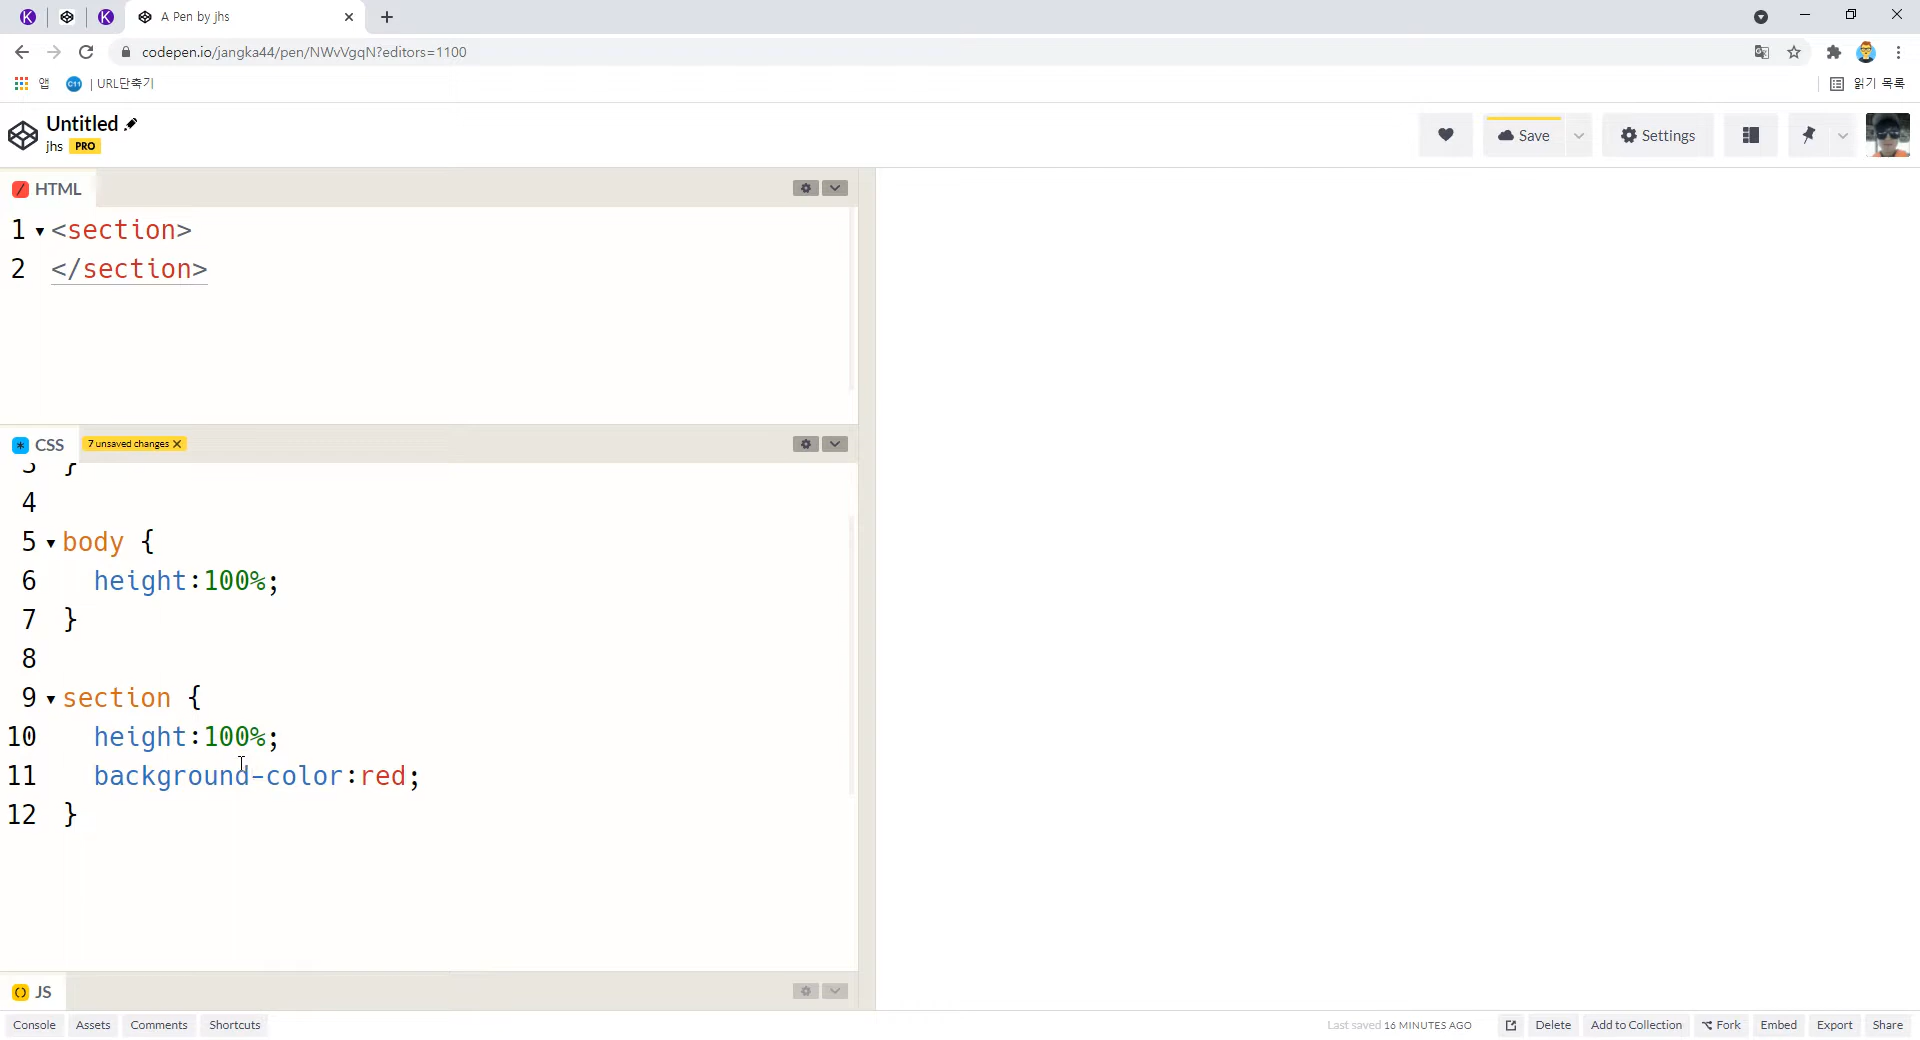 A Pen by jhs
codepen.io/jangka44/pen/NWvVgqN?editors=1100
앱 | URL단축기 읽기 목록
Untitled
jhs PRO
Save Settings
HTML
1 <section>
2 </section>
CSS 7 unsaved changes
3 }
4
5 body {
6 height:100%;
7 }
8
9 section {
10 height:100%;
11 background-color:red;
12 }
JS
Console Assets Comments Shortcuts Last saved 16 MINUTES AGO Delete Add to Collection Fork Embed Export Share